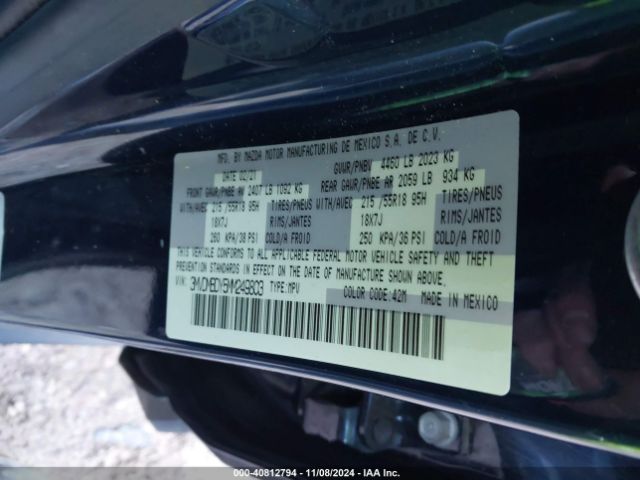 MFD. BY MAZDA MOTOR MANUFACTURING DE MEXICO S.A. DE C.V.
DATE 02/21 GVWR/PNBV 4460 LB 2023 KG
FRONT GAWR/PNBE AV 2407 LB 1092 KG REAR GAWR/PNBE AR 2059 LB 934 KG
WITH/AVEC 215 /55R18 95H TIRES/PNEUS WITH/AVEC 215 /55R18 95H TIRES/PNEUS
18X7J RIMS/JANTES 18X7J RIMS/JANTES
260 KPA/38 PSI COLD/A FROID 250 KPA/36 PSI COLD/A FROID
THIS VEHICLE CONFORMS TO ALL APPLICABLE FEDERAL MOTOR VEHICLE SAFETY AND THEFT
PREVENTION STANDARDS IN EFFECT ON THE DATE OF MANUFACTURE SHOWN ABOVE.
VIN: TYPE: MPV
COLOR CODE: 42M MADE IN MEXICO
000-40812794 - 11/08/2024 - IAA Inc.